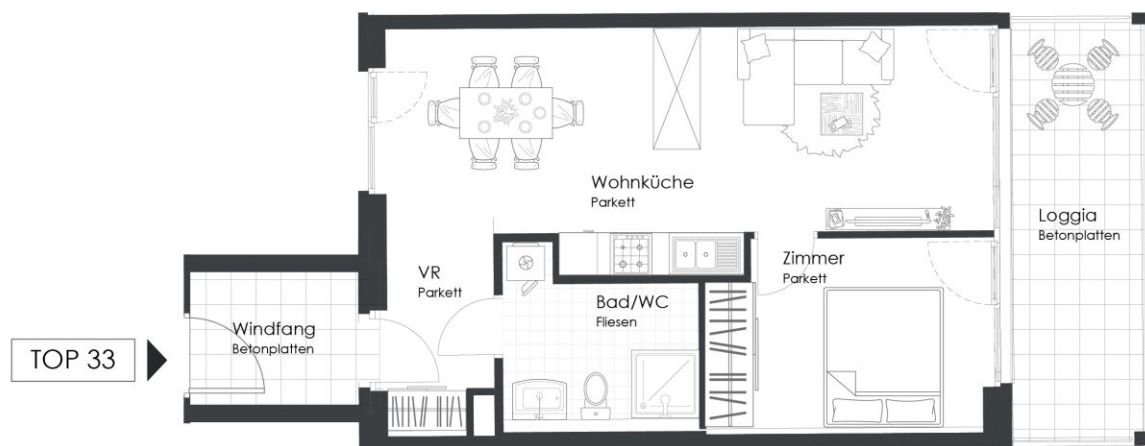 Wohnküche
Parkett
Loggia
Betonplatten
Zimmer
Parkett
VR
Parkett
Bad/WC
Fliesen
Windfang
Betonplatten
TOP 33